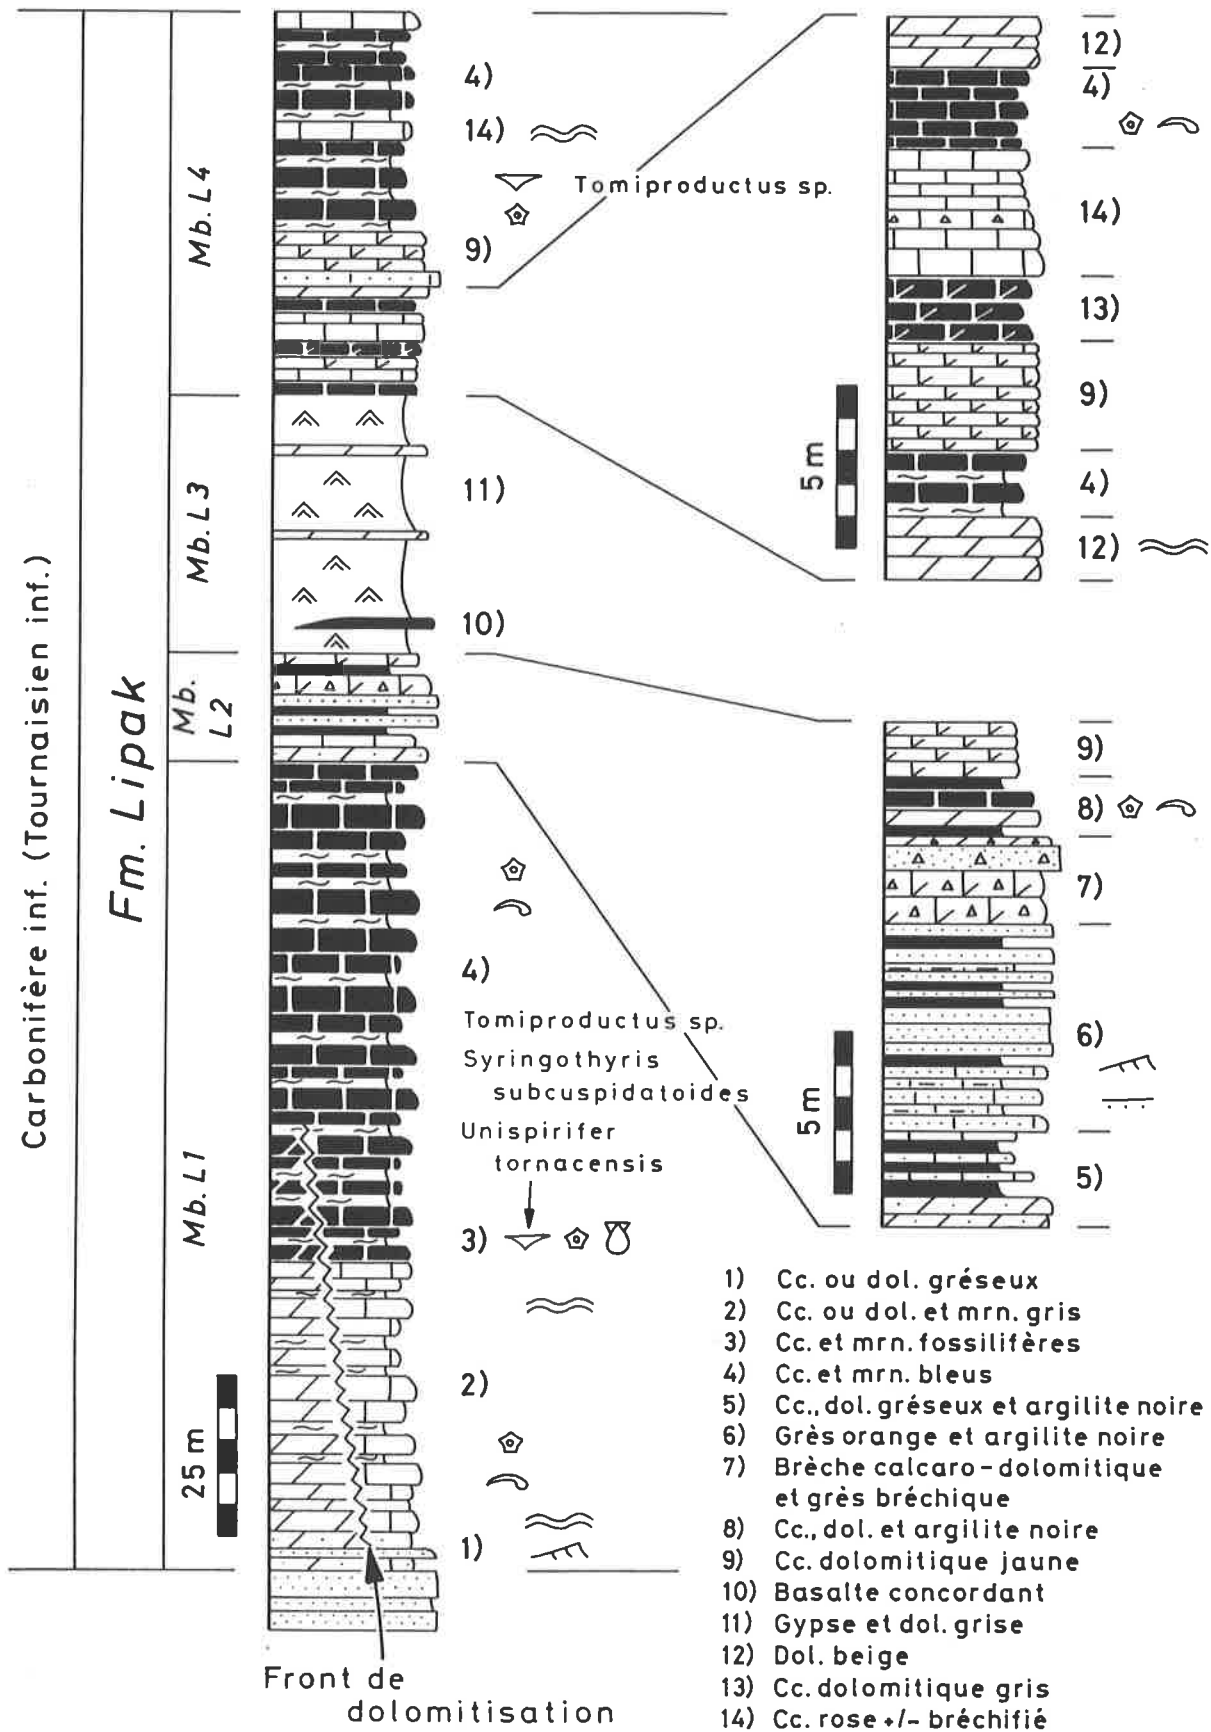 Carbonifère inf. (Tournaisien inf.)
Fm. Lipak
Mb. L4
Mb. L3
Mb.
L2
Mb. L1
25 m
4)
14)
Tomiproductus sp.
9)
11)
10)
4)
Tomiproductus sp.
Syringothyris
subcuspidatoides
Unispirifer
tornacensis
3)
2)
1)
Front de
dolomitisation
12)
4)
14)
13)
9)
4)
12)
5 m
9)
8)
7)
6)
5)
5 m
1) Cc. ou dol. gréseux
2) Cc. ou dol. et mrn. gris
3) Cc. et mrn. fossilifères
4) Cc. et mrn. bleus
5) Cc., dol. gréseux et argilite noire
6) Grès orange et argilite noire
7) Brèche calcaro-dolomitique
et grès bréchique
8) Cc., dol. et argilite noire
9) Cc. dolomitique jaune
10) Basalte concordant
11) Gypse et dol. grise
12) Dol. beige
13) Cc. dolomitique gris
14) Cc. rose +/- bréchifié